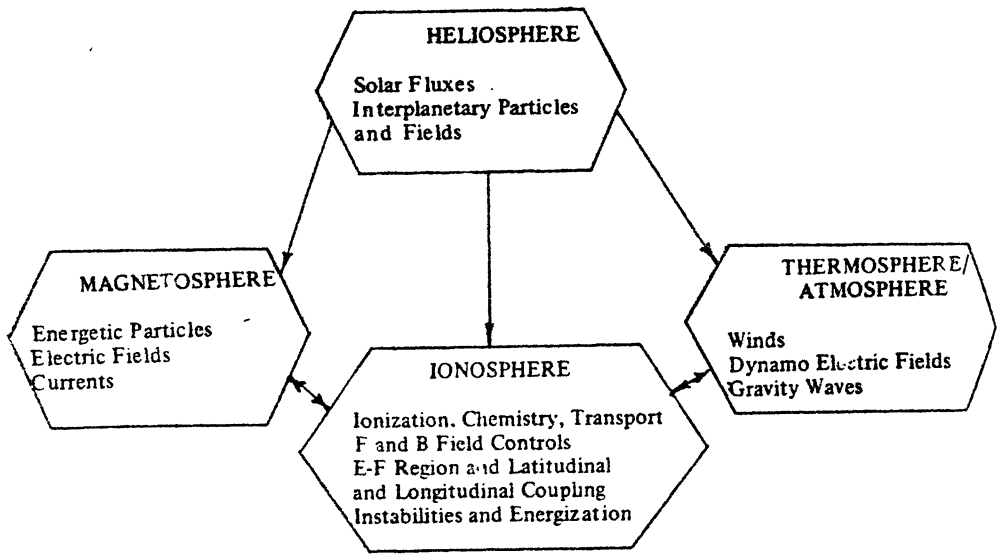 HELIOSPHERE
Solar Fluxes
Interplanetary Particles
and Fields
MAGNETOSPHERE
Energetic Particles
Electric Fields
Currents
THERMOSPHERE/
ATMOSPHERE
Winds
Dynamo Electric Fields
Gravity Waves
IONOSPHERE
Ionization. Chemistry, Transport
F and B Field Controls
E-F Region and Latitudinal
and Longitudinal Coupling
Instabilities and Energization